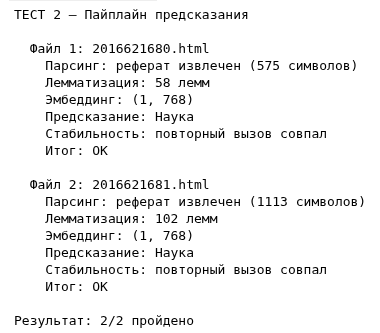 ТЕСТ 2 — Пайплайн предсказания
Файл 1: 2016621680.html
Парсинг: реферат извлечен (575 символов)
Лемматизация: 58 лемм
Эмбеддинг: (1, 768)
Предсказание: Наука
Стабильность: повторный вызов совпал
Итог: ОК
Файл 2: 2016621681.html
Парсинг: реферат извлечен (1113 символов)
Лемматизация: 102 лемм
Эмбеддинг: (1, 768)
Предсказание: Наука
Стабильность: повторный вызов совпал
Итог: ОК
Результат: 2/2 пройдено